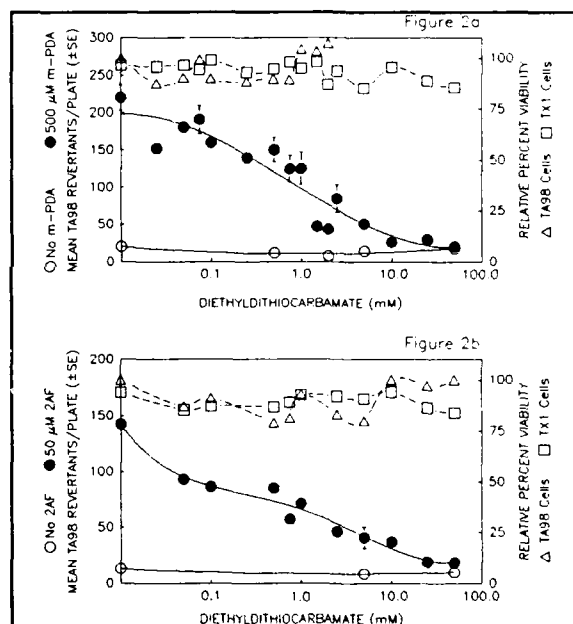 Figure 2a
○ No m-PDA ● 500 μM m-PDA
MEAN TA98 REVERTANTS/PLATE (±SE)
300
250
200
150
100
50
0
0.1
1.0
10.0
100.0
DIETHYLDITHIOCARBAMATE (mM)
100
75
50
25
0
RELATIVE PERCENT VIABILITY
△ TA98 Cells □ TX1 Cells
Figure 2b
○ No 2AF ● 50 μM 2AF
MEAN TA98 REVERTANTS/PLATE (±SE)
200
150
100
50
0
0.1
1.0
10.0
100.0
DIETHYLDITHIOCARBAMATE (mM)
100
75
50
25
0
RELATIVE PERCENT VIABILITY
△ TA98 Cells □ TX1 Cells